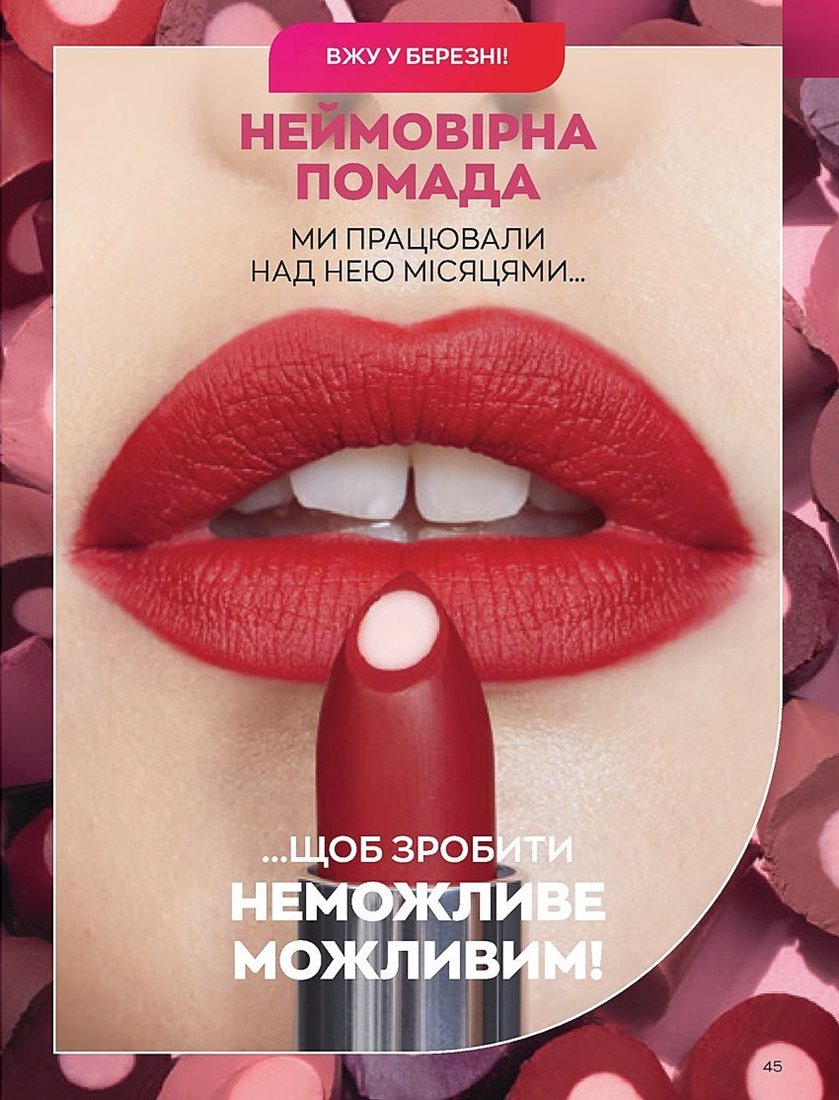 ВЖУ У БЕРЕЗНІ!
НЕЙМОВІРНА
ПОМАДА
МИ ПРАЦЮВАЛИ
НАД НЕЮ МІСЯЦЯМИ...
...ЩОБ ЗРОБИТИ
НЕМОЖЛИВЕ
МОЖЛИВИМ!
45